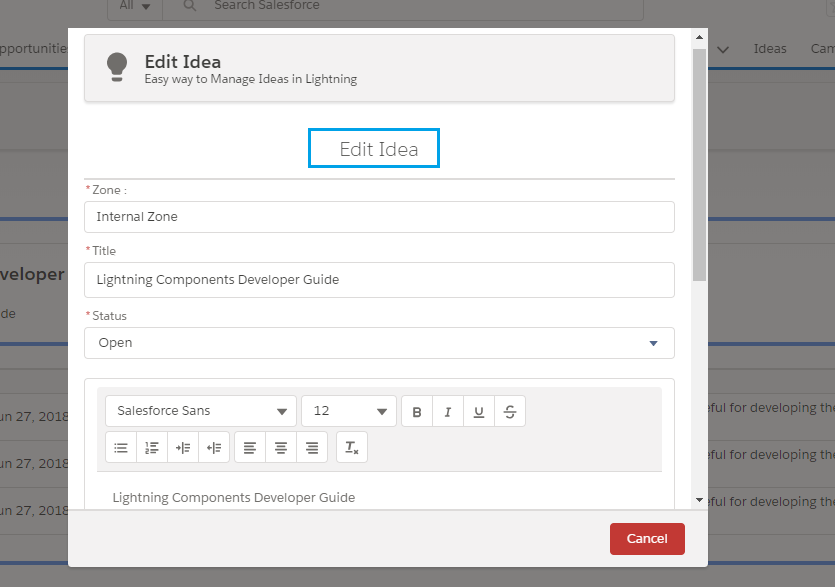 All
Search Salesforce
pportunitie
Ideas
Cam
Edit Idea
Easy way to Manage Ideas in Lightning
Edit Idea
* Zone :
Internal Zone
* Title
veloper
Lightning Components Developer Guide
de
* Status
Open
Salesforce Sans
12
B
I
U
S
un 27, 2018
eful for developing the
un 27, 2018
eful for developing the
Lightning Components Developer Guide
un 27, 2018
eful for developing the
Cancel